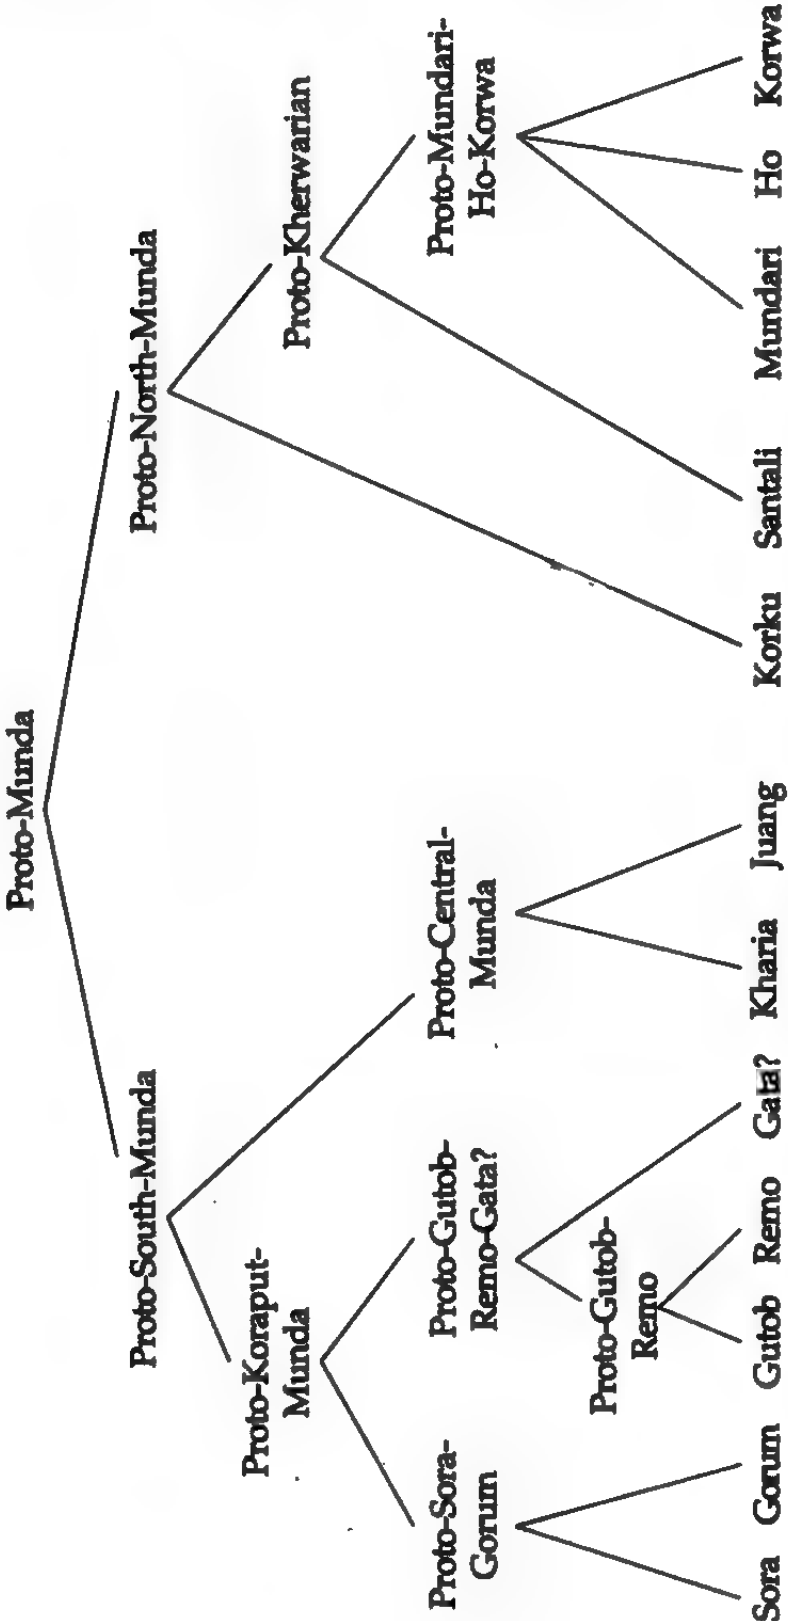 Proto-Munda
Proto-South-Munda
Proto-North-Munda
Proto-Koraput-
Munda
Proto-Kherwarian
Proto-Sora-
Gorum
Proto-Gutob-
Remo-Gata?
Proto-Central-
Munda
Proto-Mundari-
Ho-Korwa
Proto-Gutob-
Remo
Sora Gorum Gutob Remo Gata? Kharia Juang Korku Santali Mundari Ho Korwa